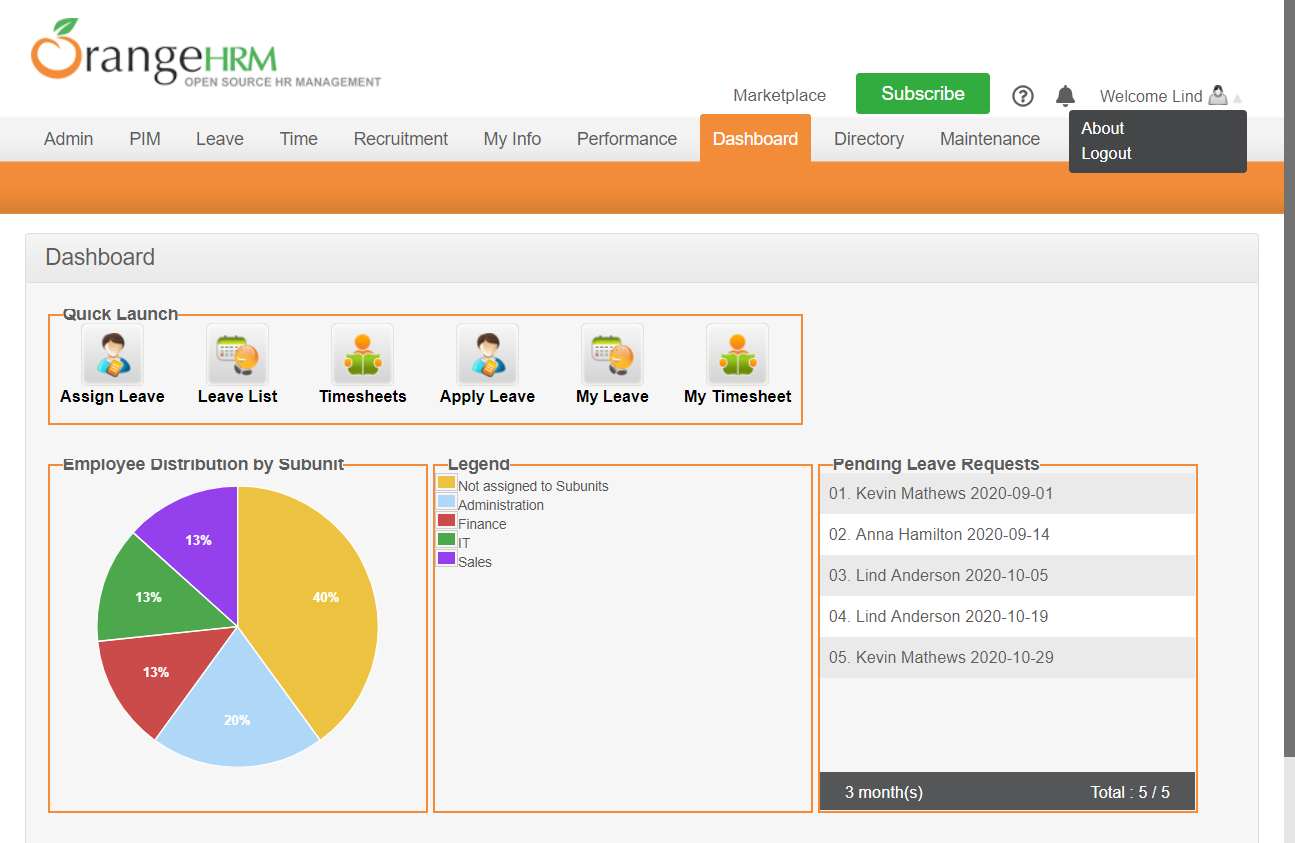 OrangeHRM
OPEN SOURCE HR MANAGEMENT
Marketplace
Subscribe
?
Welcome Lind
About
Logout
Admin
PIM
Leave
Time
Recruitment
My Info
Performance
Dashboard
Directory
Maintenance
Dashboard
Quick Launch
Assign Leave
Leave List
Timesheets
Apply Leave
My Leave
My Timesheet
Employee Distribution by Subunit
13%
40%
13%
13%
20%
Legend
Not assigned to Subunits
Administration
Finance
IT
Sales
Pending Leave Requests
01. Kevin Mathews 2020-09-01
02. Anna Hamilton 2020-09-14
03. Lind Anderson 2020-10-05
04. Lind Anderson 2020-10-19
05. Kevin Mathews 2020-10-29
3 month(s)
Total : 5 / 5